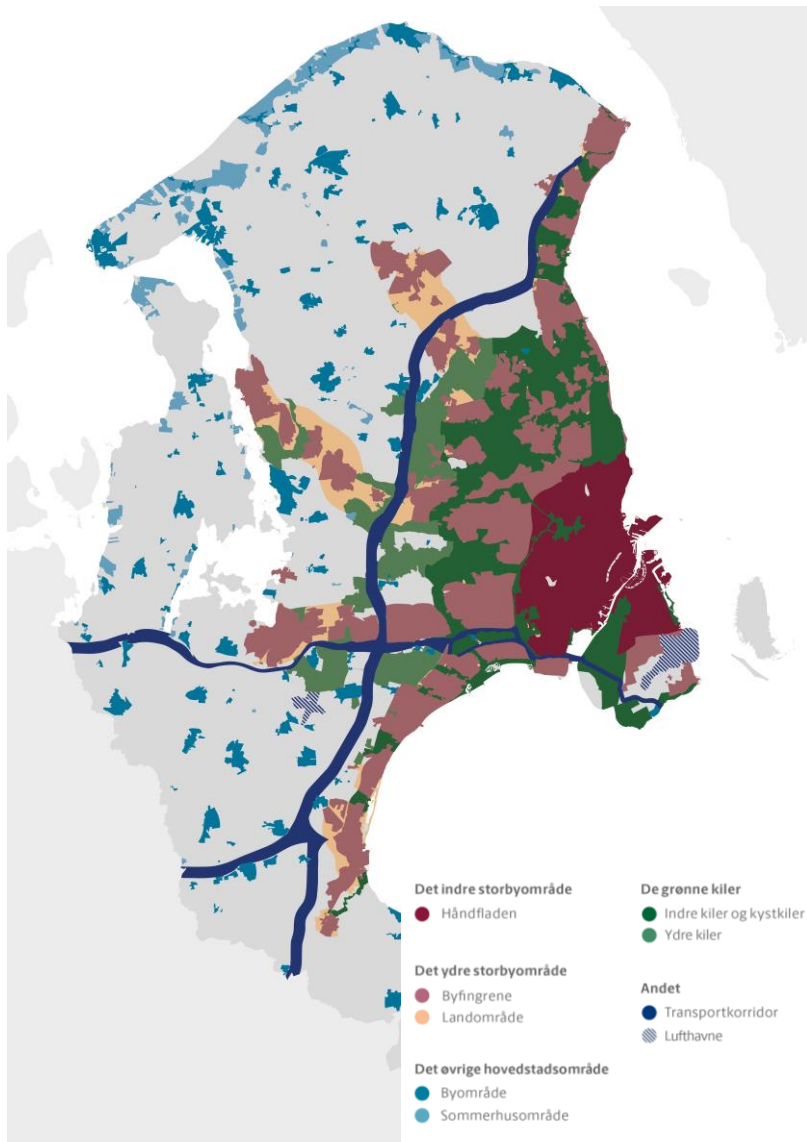 Det indre storbyområde
Håndfladen
Det ydre storbyområde
Byfingrene
Landområde
Det øvrige hovedstadsområde
Byområde
Sommerhusområde
De grønne kiler
Indre kiler og kystkiler
Ydre kiler
Andet
Transportkorridor
Lufthavne